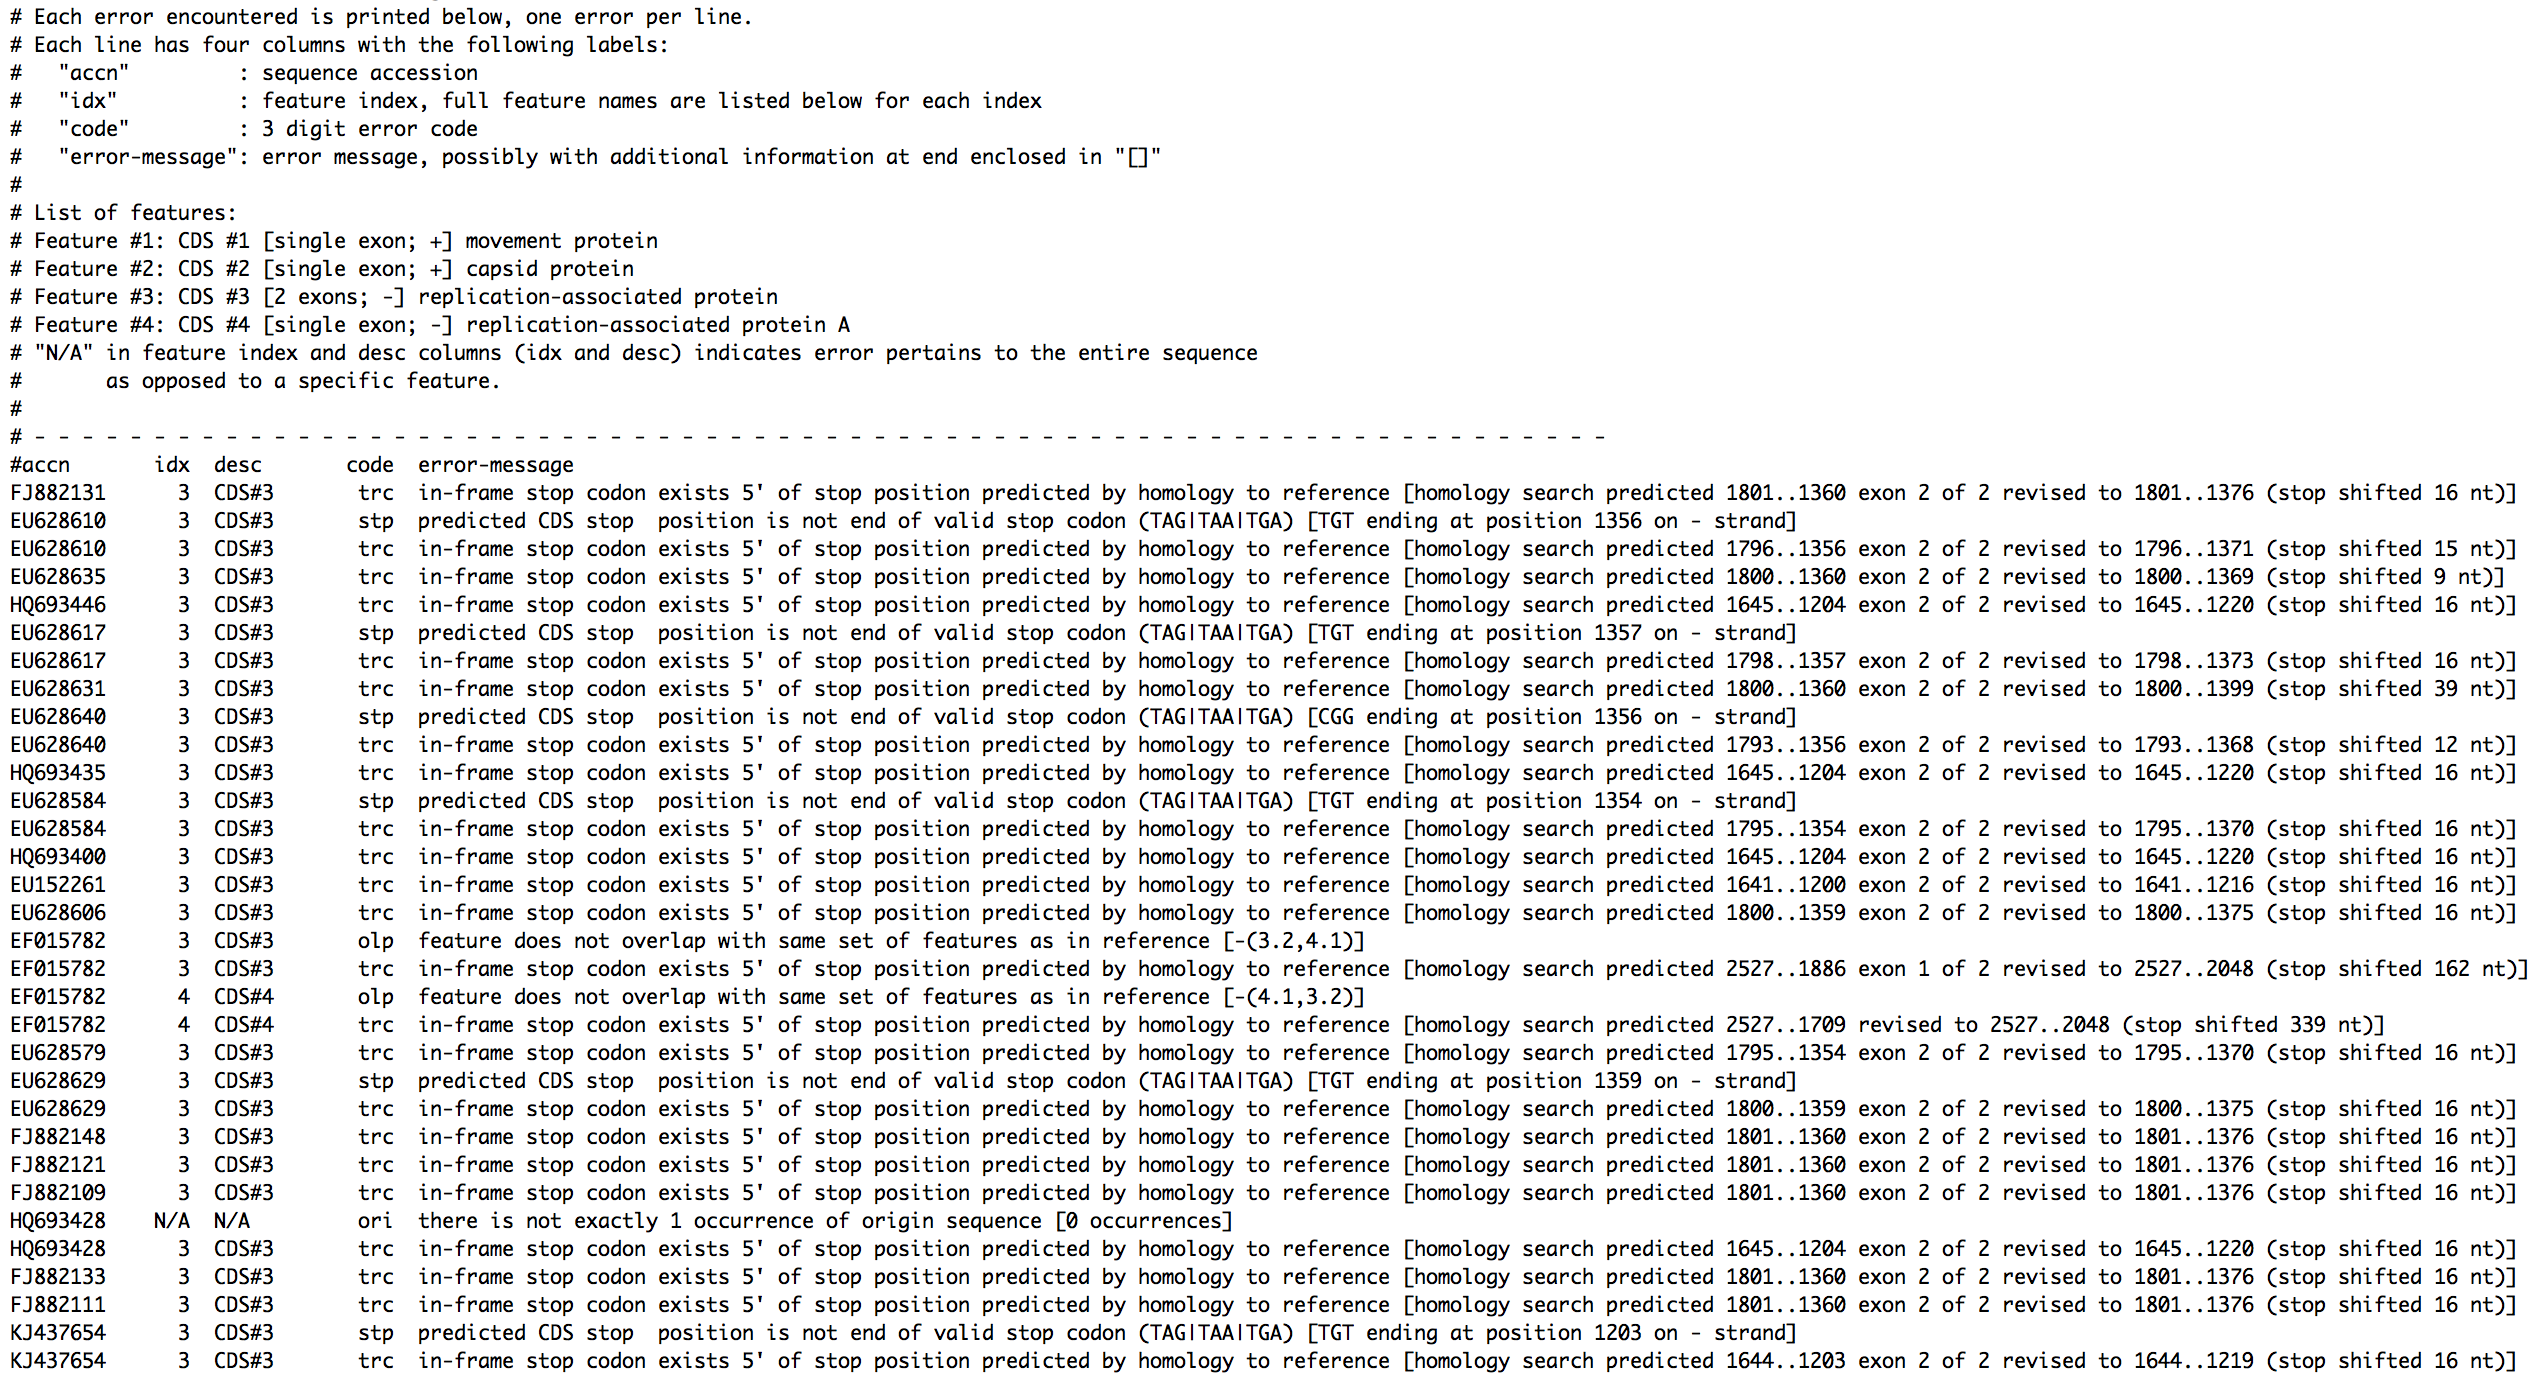 # Each error encountered is printed below, one error per line.
# Each line has four columns with the following labels:
#   "accn"         : sequence accession
#   "idx"          : feature index, full feature names are listed below for each index
#   "code"         : 3 digit error code
#   "error-message": error message, possibly with additional information at end enclosed in "[]"
#
# List of features:
# Feature #1: CDS #1 [single exon; +] movement protein
# Feature #2: CDS #2 [single exon; +] capsid protein
# Feature #3: CDS #3 [2 exons; -] replication-associated protein
# Feature #4: CDS #4 [single exon; -] replication-associated protein A
# "N/A" in feature index and desc columns (idx and desc) indicates error pertains to the entire sequence
#       as opposed to a specific feature.
#
# - - - - - - - - - - - - - - - - - - - - - - - - - - - - - - - - - - - - - - - - - - - - - - - - - - - - - - - - - - - - - - - - - -
#accn       idx  desc       code  error-message
FJ882131      3  CDS#3       trc  in-frame stop codon exists 5' of stop position predicted by homology to reference [homology search predicted 1801..1360 exon 2 of 2 revised to 1801..1376 (stop shifted 16 nt)]
EU628610      3  CDS#3       stp  predicted CDS stop  position is not end of valid stop codon (TAG|TAA|TGA) [TGT ending at position 1356 on - strand]
EU628610      3  CDS#3       trc  in-frame stop codon exists 5' of stop position predicted by homology to reference [homology search predicted 1796..1356 exon 2 of 2 revised to 1796..1371 (stop shifted 15 nt)]
EU628635      3  CDS#3       trc  in-frame stop codon exists 5' of stop position predicted by homology to reference [homology search predicted 1800..1360 exon 2 of 2 revised to 1800..1369 (stop shifted 9 nt)]
HQ693446      3  CDS#3       trc  in-frame stop codon exists 5' of stop position predicted by homology to reference [homology search predicted 1645..1204 exon 2 of 2 revised to 1645..1220 (stop shifted 16 nt)]
EU628617      3  CDS#3       stp  predicted CDS stop  position is not end of valid stop codon (TAG|TAA|TGA) [TGT ending at position 1357 on - strand]
EU628617      3  CDS#3       trc  in-frame stop codon exists 5' of stop position predicted by homology to reference [homology search predicted 1798..1357 exon 2 of 2 revised to 1798..1373 (stop shifted 16 nt)]
EU628631      3  CDS#3       trc  in-frame stop codon exists 5' of stop position predicted by homology to reference [homology search predicted 1800..1360 exon 2 of 2 revised to 1800..1399 (stop shifted 39 nt)]
EU628640      3  CDS#3       stp  predicted CDS stop  position is not end of valid stop codon (TAG|TAA|TGA) [CGG ending at position 1356 on - strand]
EU628640      3  CDS#3       trc  in-frame stop codon exists 5' of stop position predicted by homology to reference [homology search predicted 1793..1356 exon 2 of 2 revised to 1793..1368 (stop shifted 12 nt)]
HQ693435      3  CDS#3       trc  in-frame stop codon exists 5' of stop position predicted by homology to reference [homology search predicted 1645..1204 exon 2 of 2 revised to 1645..1220 (stop shifted 16 nt)]
EU628584      3  CDS#3       stp  predicted CDS stop  position is not end of valid stop codon (TAG|TAA|TGA) [TGT ending at position 1354 on - strand]
EU628584      3  CDS#3       trc  in-frame stop codon exists 5' of stop position predicted by homology to reference [homology search predicted 1795..1354 exon 2 of 2 revised to 1795..1370 (stop shifted 16 nt)]
HQ693400      3  CDS#3       trc  in-frame stop codon exists 5' of stop position predicted by homology to reference [homology search predicted 1645..1204 exon 2 of 2 revised to 1645..1220 (stop shifted 16 nt)]
EU152261      3  CDS#3       trc  in-frame stop codon exists 5' of stop position predicted by homology to reference [homology search predicted 1641..1200 exon 2 of 2 revised to 1641..1216 (stop shifted 16 nt)]
EU628606      3  CDS#3       trc  in-frame stop codon exists 5' of stop position predicted by homology to reference [homology search predicted 1800..1359 exon 2 of 2 revised to 1800..1375 (stop shifted 16 nt)]
EF015782      3  CDS#3       olp  feature does not overlap with same set of features as in reference [-(3.2,4.1)]
EF015782      3  CDS#3       trc  in-frame stop codon exists 5' of stop position predicted by homology to reference [homology search predicted 2527..1886 exon 1 of 2 revised to 2527..2048 (stop shifted 162 nt)]
EF015782      4  CDS#4       olp  feature does not overlap with same set of features as in reference [-(4.1,3.2)]
EF015782      4  CDS#4       trc  in-frame stop codon exists 5' of stop position predicted by homology to reference [homology search predicted 2527..1709 revised to 2527..2048 (stop shifted 339 nt)]
EU628579      3  CDS#3       trc  in-frame stop codon exists 5' of stop position predicted by homology to reference [homology search predicted 1795..1354 exon 2 of 2 revised to 1795..1370 (stop shifted 16 nt)]
EU628629      3  CDS#3       stp  predicted CDS stop  position is not end of valid stop codon (TAG|TAA|TGA) [TGT ending at position 1359 on - strand]
EU628629      3  CDS#3       trc  in-frame stop codon exists 5' of stop position predicted by homology to reference [homology search predicted 1800..1359 exon 2 of 2 revised to 1800..1375 (stop shifted 16 nt)]
FJ882148      3  CDS#3       trc  in-frame stop codon exists 5' of stop position predicted by homology to reference [homology search predicted 1801..1360 exon 2 of 2 revised to 1801..1376 (stop shifted 16 nt)]
FJ882121      3  CDS#3       trc  in-frame stop codon exists 5' of stop position predicted by homology to reference [homology search predicted 1801..1360 exon 2 of 2 revised to 1801..1376 (stop shifted 16 nt)]
FJ882109      3  CDS#3       trc  in-frame stop codon exists 5' of stop position predicted by homology to reference [homology search predicted 1801..1360 exon 2 of 2 revised to 1801..1376 (stop shifted 16 nt)]
HQ693428    N/A  N/A         ori  there is not exactly 1 occurrence of origin sequence [0 occurrences]
HQ693428      3  CDS#3       trc  in-frame stop codon exists 5' of stop position predicted by homology to reference [homology search predicted 1645..1204 exon 2 of 2 revised to 1645..1220 (stop shifted 16 nt)]
FJ882133      3  CDS#3       trc  in-frame stop codon exists 5' of stop position predicted by homology to reference [homology search predicted 1801..1360 exon 2 of 2 revised to 1801..1376 (stop shifted 16 nt)]
FJ882111      3  CDS#3       trc  in-frame stop codon exists 5' of stop position predicted by homology to reference [homology search predicted 1801..1360 exon 2 of 2 revised to 1801..1376 (stop shifted 16 nt)]
KJ437654      3  CDS#3       stp  predicted CDS stop  position is not end of valid stop codon (TAG|TAA|TGA) [TGT ending at position 1203 on - strand]
KJ437654      3  CDS#3       trc  in-frame stop codon exists 5' of stop position predicted by homology to reference [homology search predicted 1644..1203 exon 2 of 2 revised to 1644..1219 (stop shifted 16 nt)]